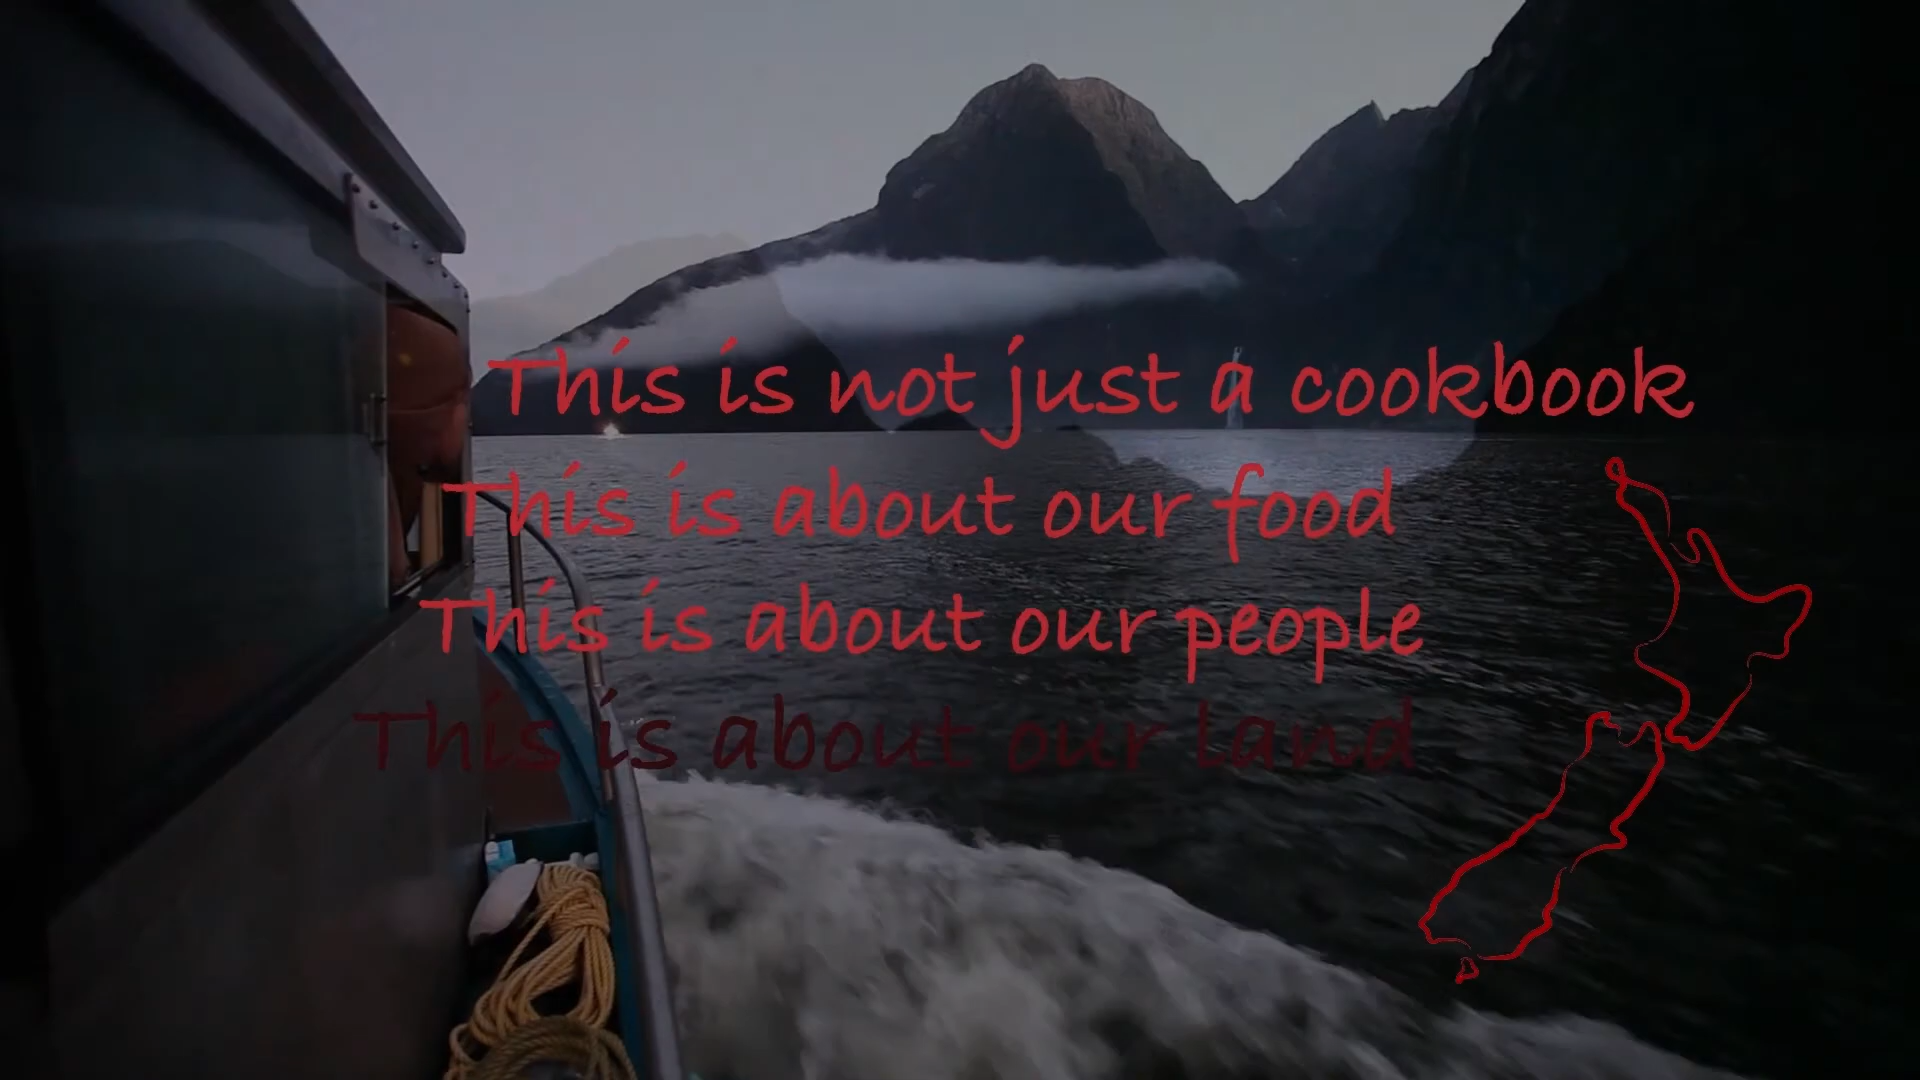 This is not just a cookbook
This is about our food
This is about our people
This is about our land